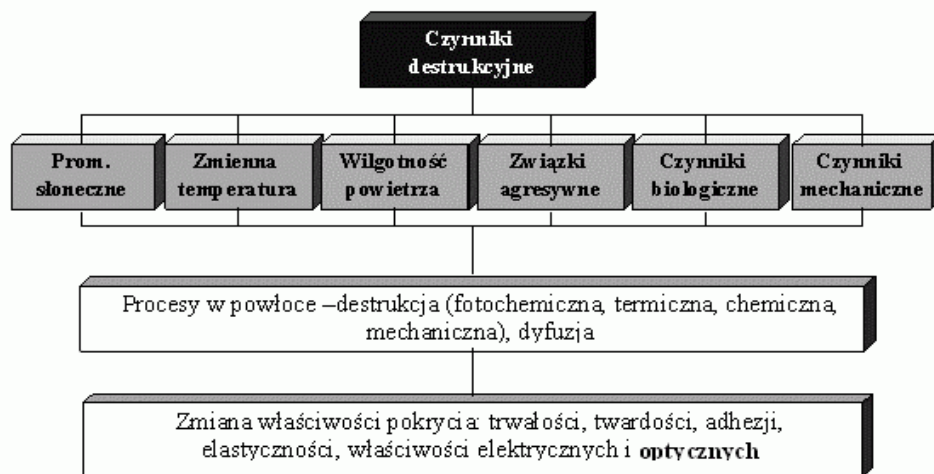 Czynniki
destrukcyjne
Prom.
słoneczne
Zmienna
temperatura
Wilgotność
powietrza
Związki
agresywne
Czynniki
biologiczne
Czynniki
mechaniczne
Procesy w powłoce –destrukcja (fotochemiczna, termiczna, chemiczna,
mechaniczna), dyfuzja
Zmiana właściwości pokrycia: trwałości, twardości, adhezji,
elastyczności, właściwości elektrycznych i optycznych